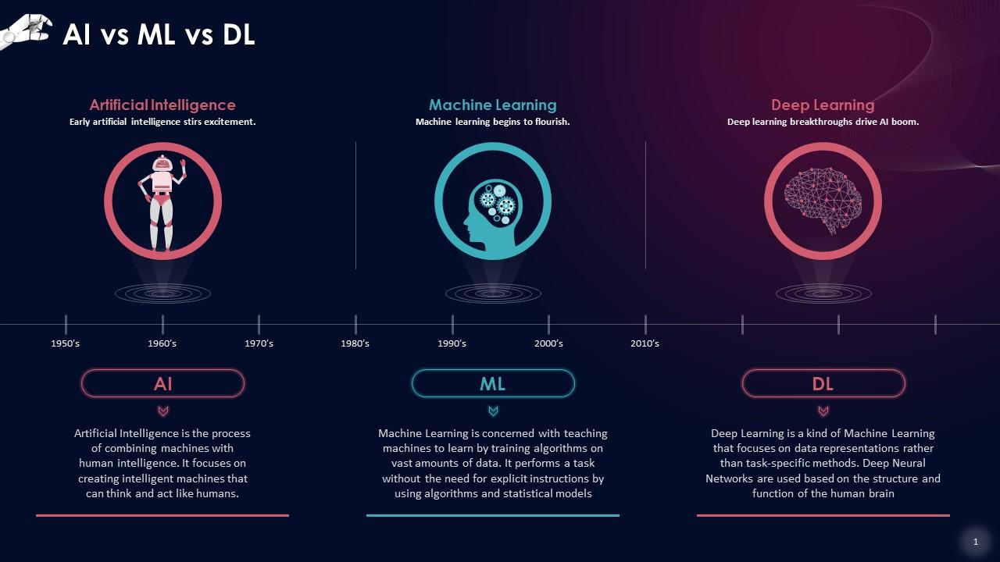 AI vs ML vs DL
Artificial Intelligence
Early artificial intelligence stirs excitement.
Machine Learning
Machine learning begins to flourish.
Deep Learning
Deep learning breakthroughs drive AI boom.
1950’s 1960’s 1970’s 1980’s 1990’s 2000’s 2010’s
AI
Artificial Intelligence is the process
of combining machines with
human intelligence. It focuses on
creating intelligent machines that
can think and act like humans.
ML
Machine Learning is concerned with teaching
machines to learn by training algorithms on
vast amounts of data. It performs a task
without the need for explicit instructions by
using algorithms and statistical models
DL
Deep Learning is a kind of Machine Learning
that focuses on data representations rather
than task-specific methods. Deep Neural
Networks are used based on the structure and
function of the human brain
1